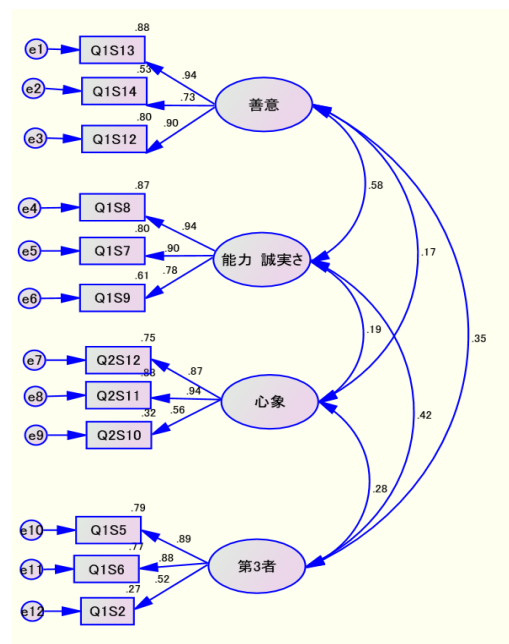 .88
e1 Q1S13
.94
.53
e2 Q1S14
.73
善意
.80
e3 Q1S12
.90
.58
.87
e4 Q1S8
.94
.80
e5 Q1S7
.90
能力 誠実さ
.17
.61
e6 Q1S9
.78
.19
.35
.75
e7 Q2S12
.87
.88
e8 Q2S11
.94
心象
.32
.56
e9 Q2S10
.42
.28
.79
e10 Q1S5
.89
.77
e11 Q1S6
.88
第3者
.27
.52
e12 Q1S2